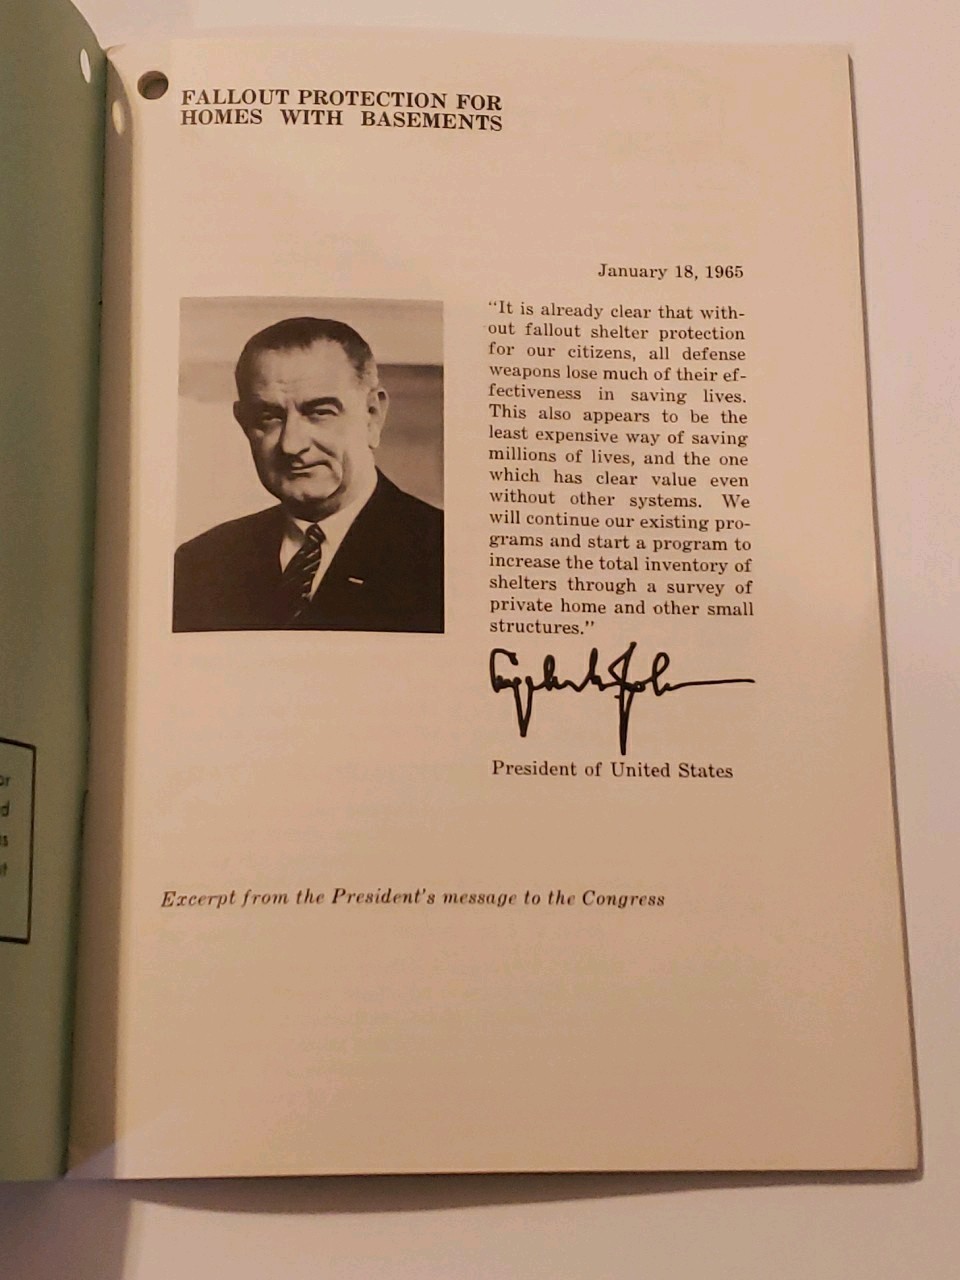 FALLOUT PROTECTION FOR
HOMES WITH BASEMENTS
January 18, 1965
“It is already clear that with-
out fallout shelter protection
for our citizens, all defense
weapons lose much of their ef-
fectiveness in saving lives.
This also appears to be the
least expensive way of saving
millions of lives, and the one
which has clear value even
without other systems. We
will continue our existing pro-
grams and start a program to
increase the total inventory of
shelters through a survey of
private home and other small
structures.”
President of United States
Excerpt from the President's message to the Congress